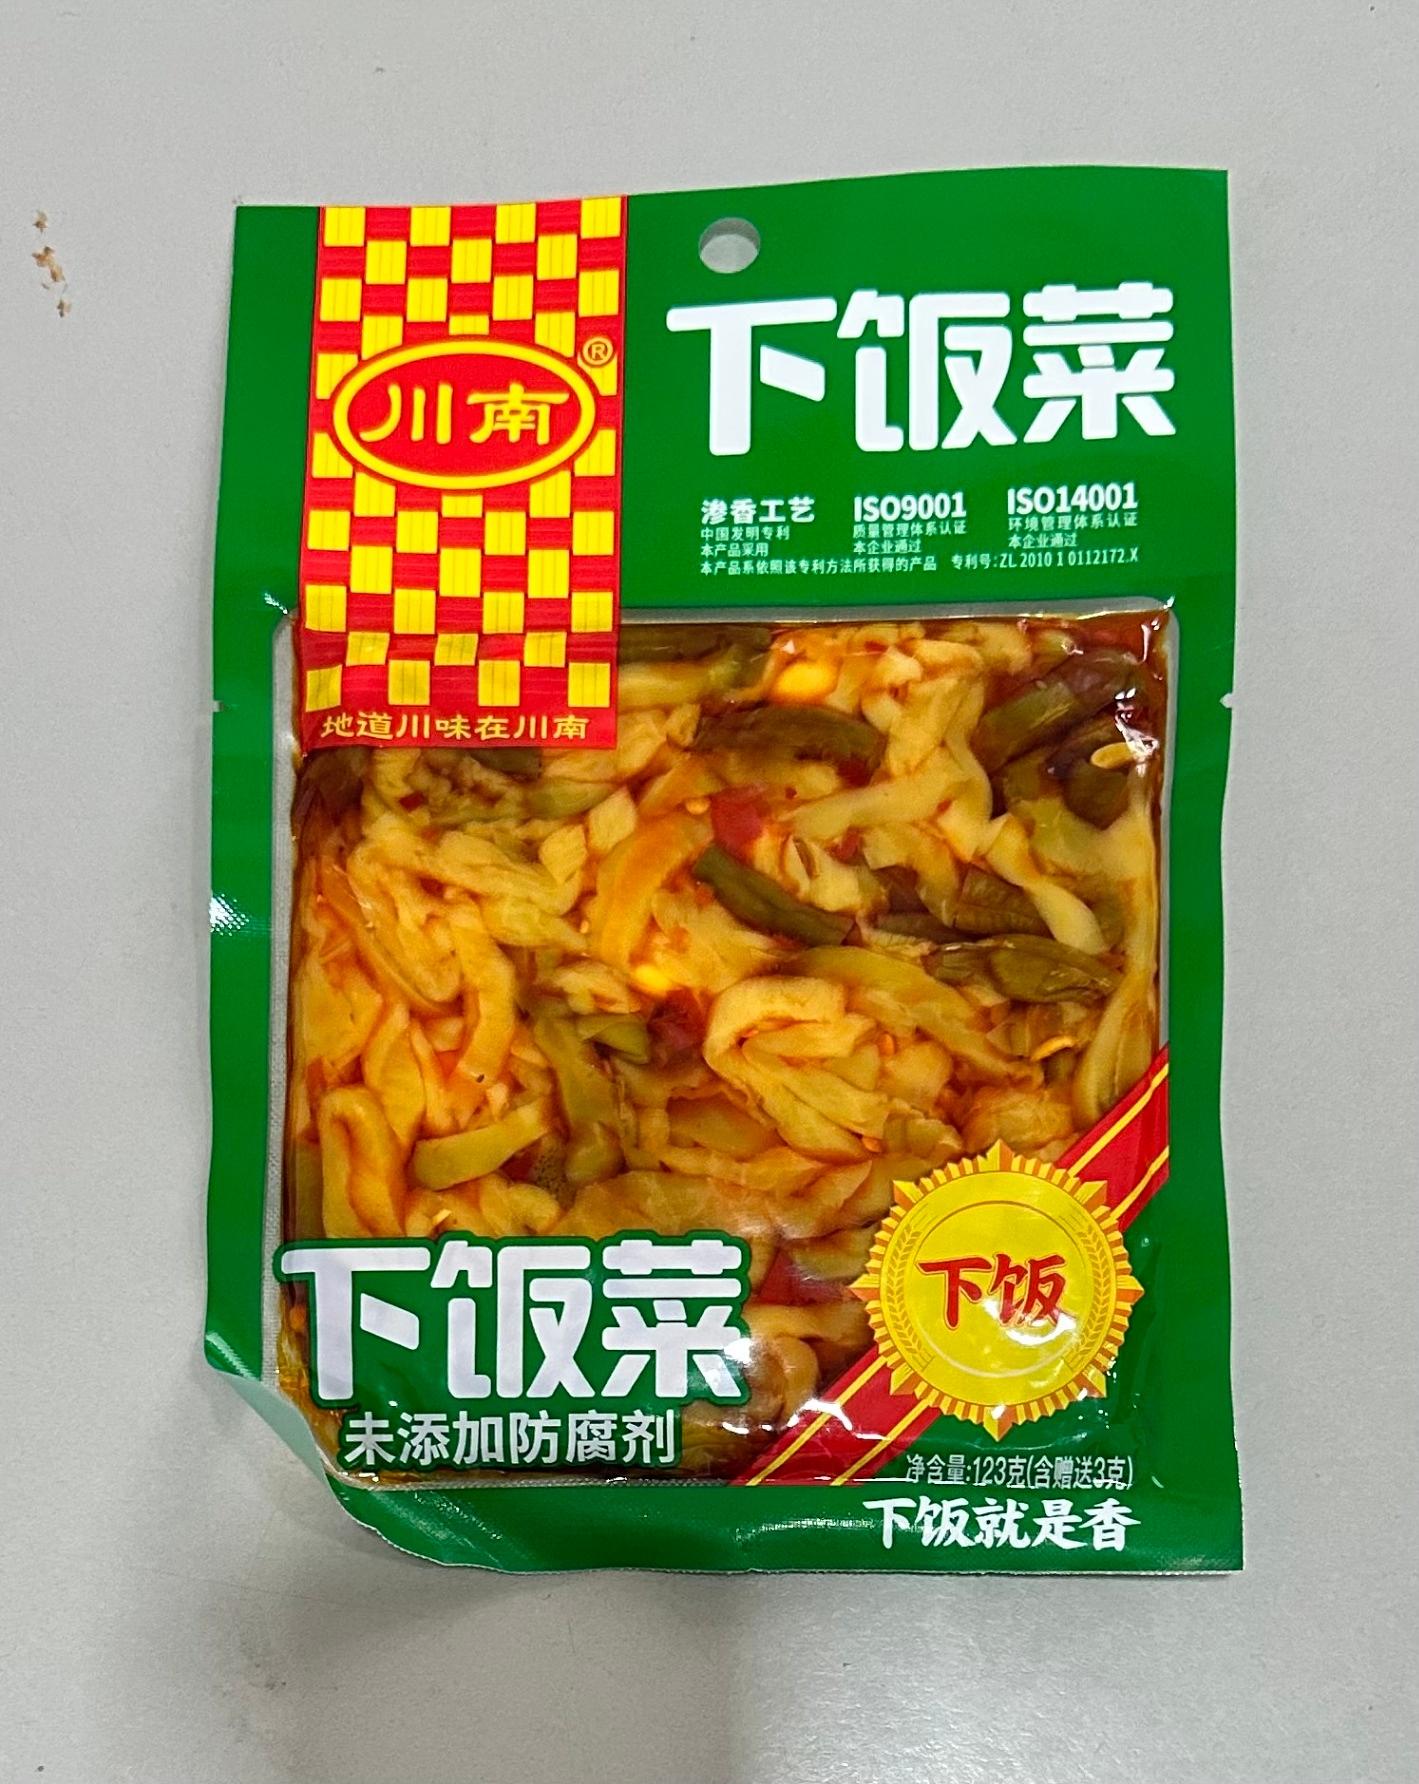 川南®
下饭菜
渗香工艺 ISO9001 ISO14001
中国发明专利 质量管理体系认证 环境管理体系认证
本产品采用 本企业通过 本企业通过
本产品系依照该专利方法所获得的产品 专利号:ZL 2010 1 0112172.X
地道川味在川南
下饭
下饭菜
未添加防腐剂
净含量:123克(含赠送3克)
下饭就是香